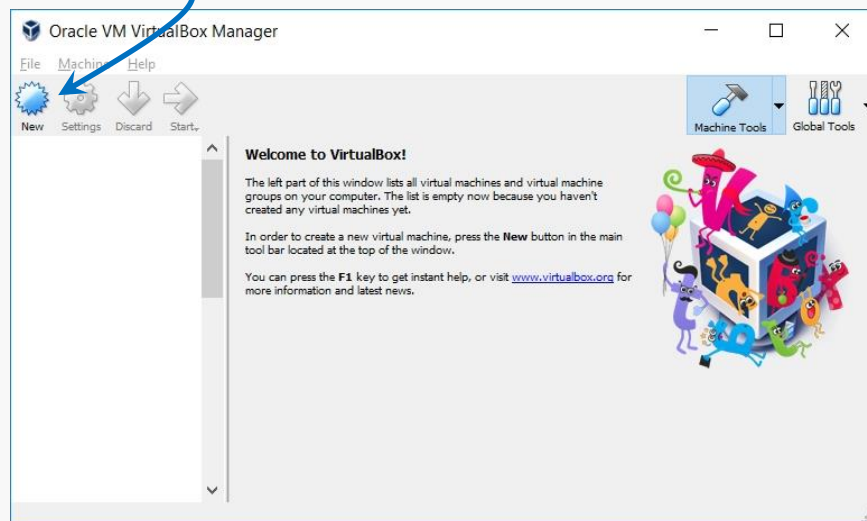 Oracle VM VirtualBox Manager
File Machine Help
New Settings Discard Start
Machine Tools Global Tools
Welcome to VirtualBox!
The left part of this window lists all virtual machines and virtual machine
groups on your computer. The list is empty now because you haven't
created any virtual machines yet.
In order to create a new virtual machine, press the New button in the main
tool bar located at the top of the window.
You can press the F1 key to get instant help, or visit www.virtualbox.org for
more information and latest news.